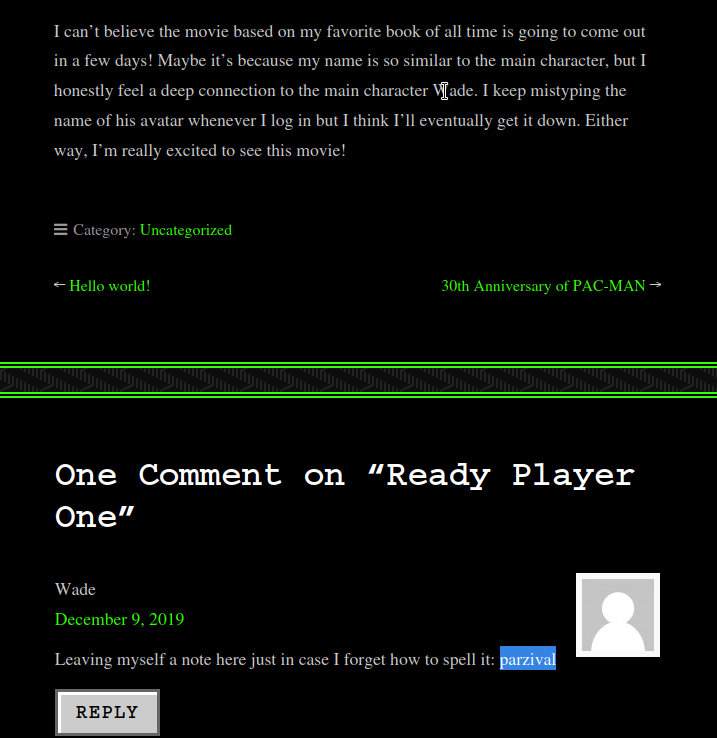 I can’t believe the movie based on my favorite book of all time is going to come out
in a few days! Maybe it’s because my name is so similar to the main character, but I
honestly feel a deep connection to the main character Wade. I keep mistyping the
name of his avatar whenever I log in but I think I’ll eventually get it down. Either
way, I’m really excited to see this movie!
Category: Uncategorized
← Hello world!
30th Anniversary of PAC-MAN →
One Comment on “Ready Player
One”
Wade
December 9, 2019
Leaving myself a note here just in case I forget how to spell it: parzival
REPLY